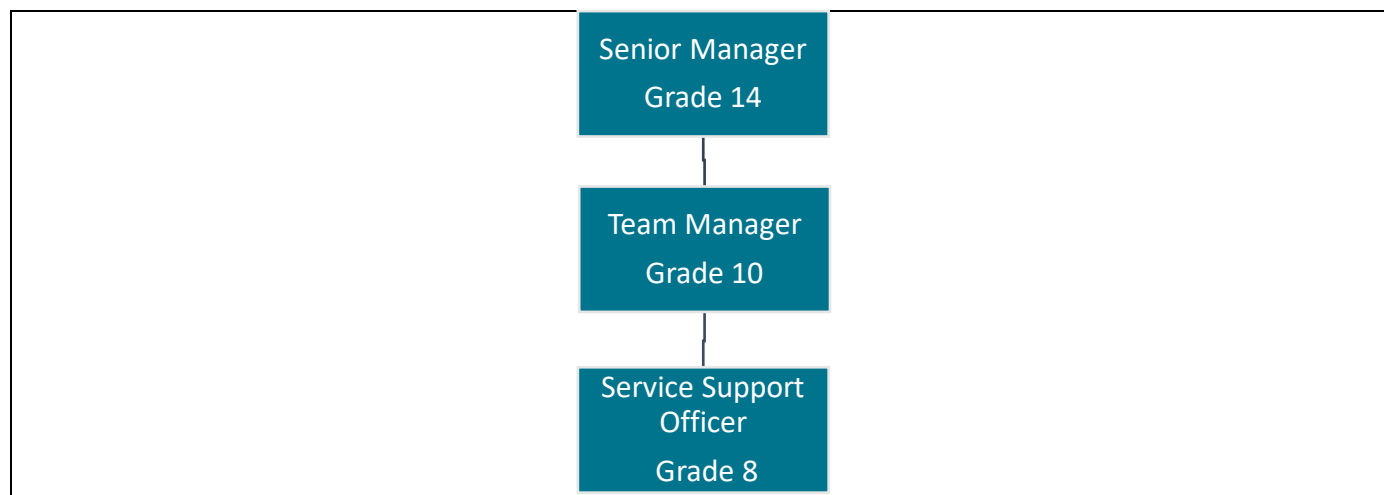 Senior Manager
Grade 14
Team Manager
Grade 10
Service Support
Officer
Grade 8